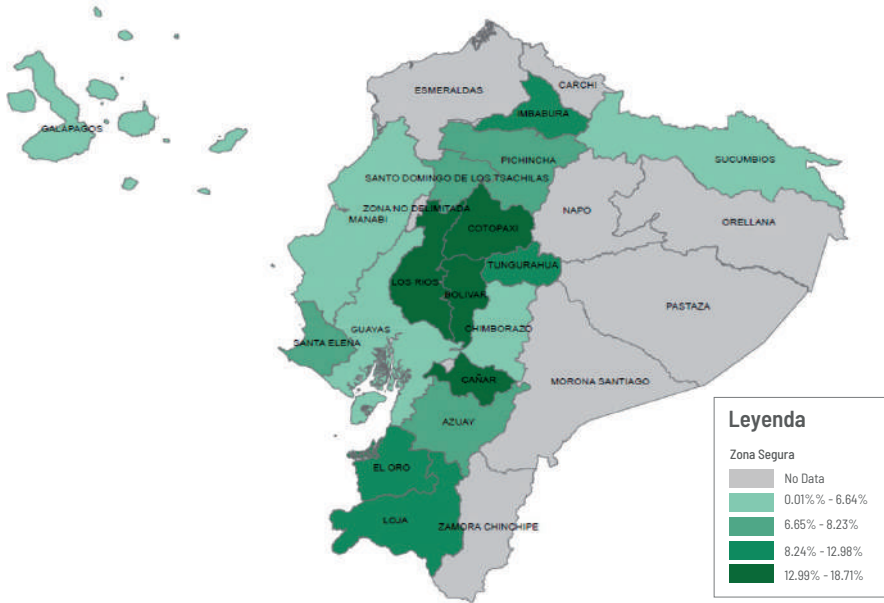 ESMERALDAS
CARCHI
IMBABURA
GALÁPAGOS
PICHINCHA
SUCUMBIOS
SANTO DOMINGO DE LOS TSACHILAS
ZONA NO DELIMITADA
NAPO
MANABI
ORELLANA
COTOPAXI
TUNGURAHUA
LOS RIOS
BOLIVAR
PASTAZA
GUAYAS
CHIMBORAZO
SANTA ELENA
CAÑAR
MORONA SANTIAGO
AZUAY
EL ORO
LOJA
ZAMORA CHINCHIPE
Leyenda
Zona Segura
No Data
0.01%% - 6.64%
6.65% - 8.23%
8.24% - 12.98%
12.99% - 18.71%